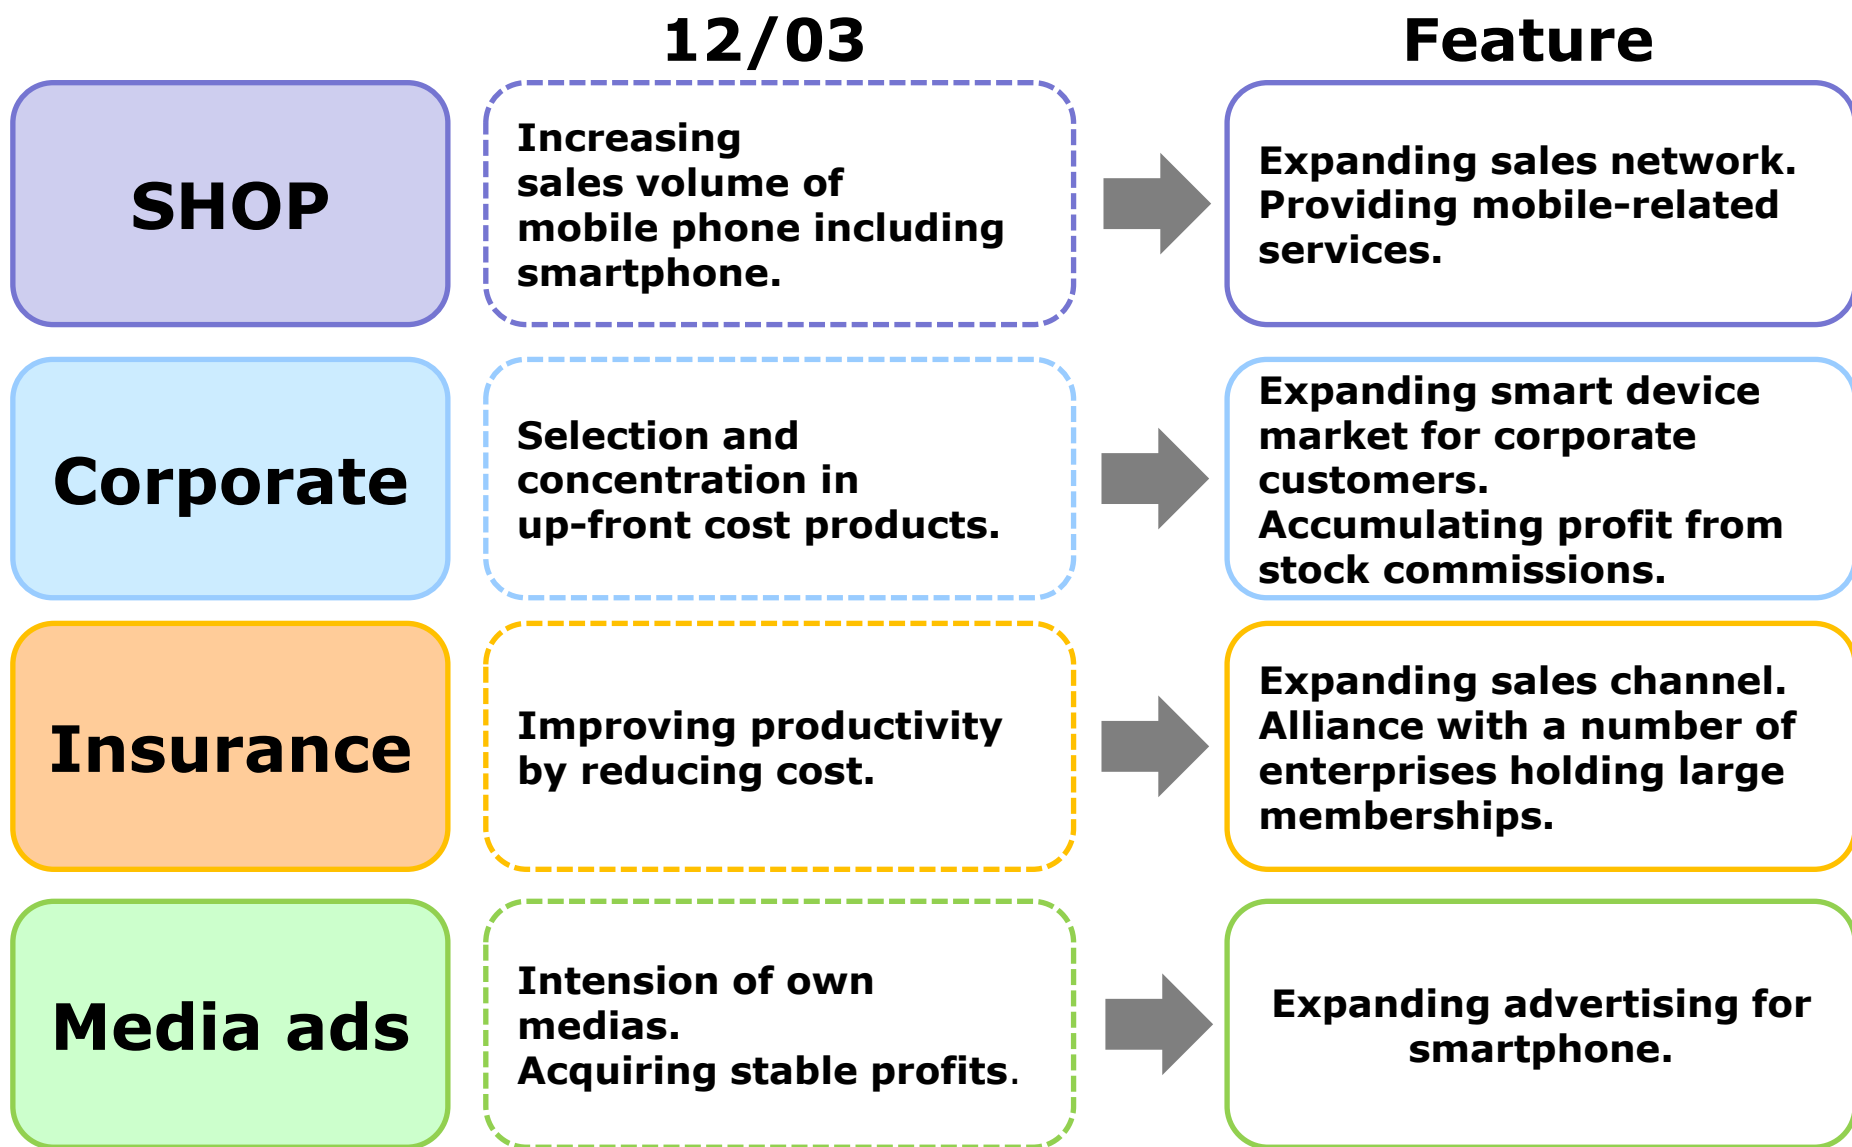 12/03
Feature
SHOP
Increasing
sales volume of
mobile phone including
smartphone.
Expanding sales network.
Providing mobile-related
services.
Corporate
Selection and
concentration in
up-front cost products.
Expanding smart device
market for corporate
customers.
Accumulating profit from
stock commissions.
Insurance
Improving productivity
by reducing cost.
Expanding sales channel.
Alliance with a number of
enterprises holding large
memberships.
Media ads
Intension of own
medias.
Acquiring stable profits.
Expanding advertising for
smartphone.